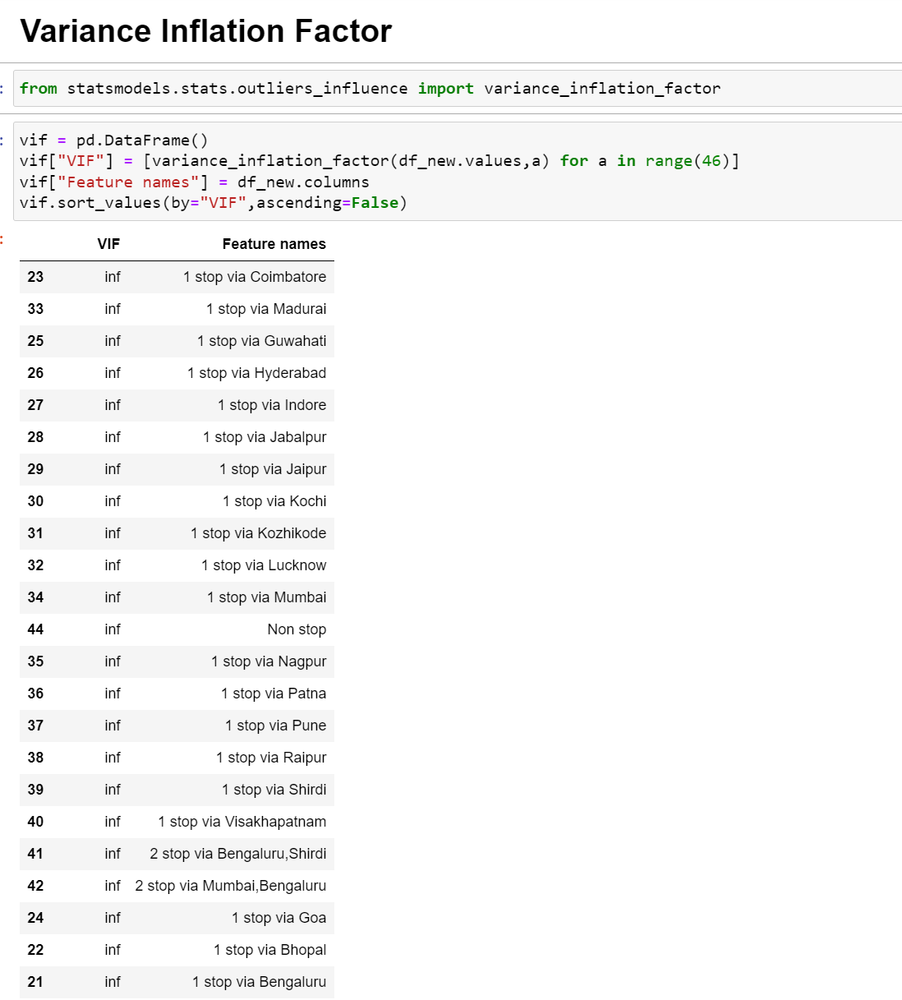 Variance Inflation Factor
: from statsmodels.stats.outliers_influence import variance_inflation_factor
: vif = pd.DataFrame()
vif["VIF"] = [variance_inflation_factor(df_new.values,a) for a in range(46)]
vif["Feature names"] = df_new.columns
vif.sort_values(by="VIF",ascending=False)
: VIF Feature names
23 inf 1 stop via Coimbatore
33 inf 1 stop via Madurai
25 inf 1 stop via Guwahati
26 inf 1 stop via Hyderabad
27 inf 1 stop via Indore
28 inf 1 stop via Jabalpur
29 inf 1 stop via Jaipur
30 inf 1 stop via Kochi
31 inf 1 stop via Kozhikode
32 inf 1 stop via Lucknow
34 inf 1 stop via Mumbai
44 inf Non stop
35 inf 1 stop via Nagpur
36 inf 1 stop via Patna
37 inf 1 stop via Pune
38 inf 1 stop via Raipur
39 inf 1 stop via Shirdi
40 inf 1 stop via Visakhapatnam
41 inf 2 stop via Bengaluru,Shirdi
42 inf 2 stop via Mumbai,Bengaluru
24 inf 1 stop via Goa
22 inf 1 stop via Bhopal
21 inf 1 stop via Bengaluru